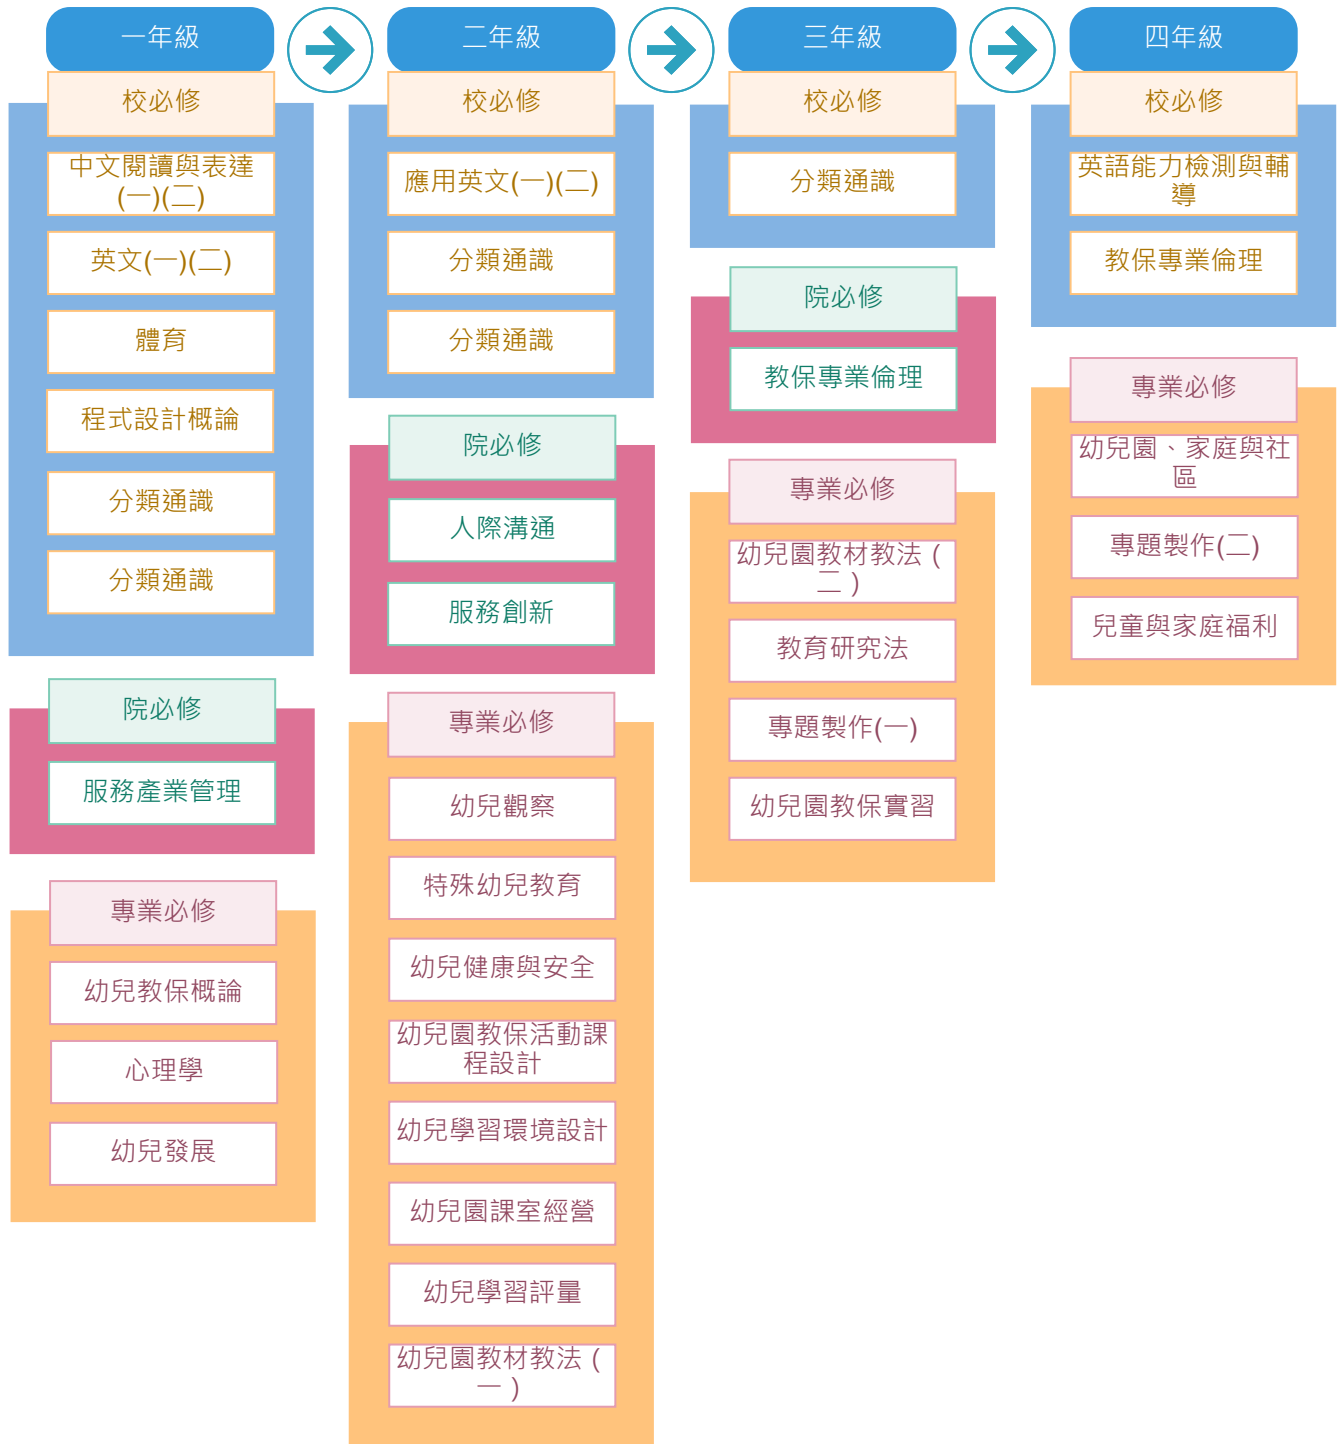 一年級
校必修
中文閱讀與表達
(一)(二)
英文(一)(二)
體育
程式設計概論
分類通識
分類通識
院必修
服務產業管理
專業必修
幼兒教保概論
心理學
幼兒發展
二年級
校必修
應用英文(一)(二)
分類通識
分類通識
院必修
人際溝通
服務創新
專業必修
幼兒觀察
特殊幼兒教育
幼兒健康與安全
幼兒園教保活動課
程設計
幼兒學習環境設計
幼兒園課室經營
幼兒學習評量
幼兒園教材教法 (
一 )
三年級
校必修
分類通識
院必修
教保專業倫理
專業必修
幼兒園教材教法 (
二 )
教育研究法
專題製作(一)
幼兒園教保實習
四年級
校必修
英語能力檢測與輔
導
教保專業倫理
專業必修
幼兒園、家庭與社
區
專題製作(二)
兒童與家庭福利